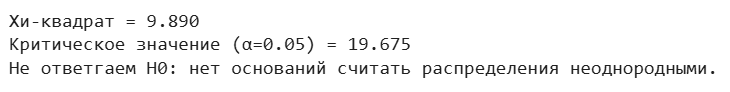 Хи-квадрат = 9.890
Критическое значение (α=0.05) = 19.675
Не ответгаем H0: нет оснований считать распределения неоднородными.